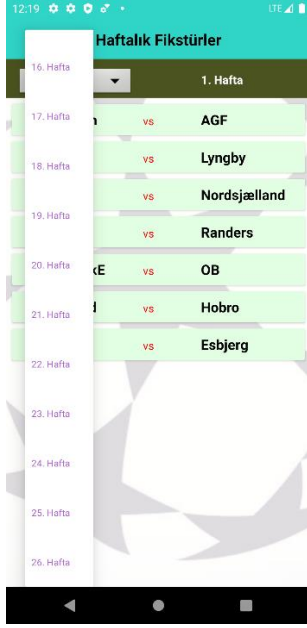 12:19 LTE
Haftalık Fikstürler
1. Hafta
16. Hafta
17. Hafta
18. Hafta
19. Hafta
20. Hafta
21. Hafta
22. Hafta
23. Hafta
24. Hafta
25. Hafta
26. Hafta
vs AGF
vs Lyngby
vs Nordsjælland
vs Randers
kE vs OB
vs Hobro
vs Esbjerg